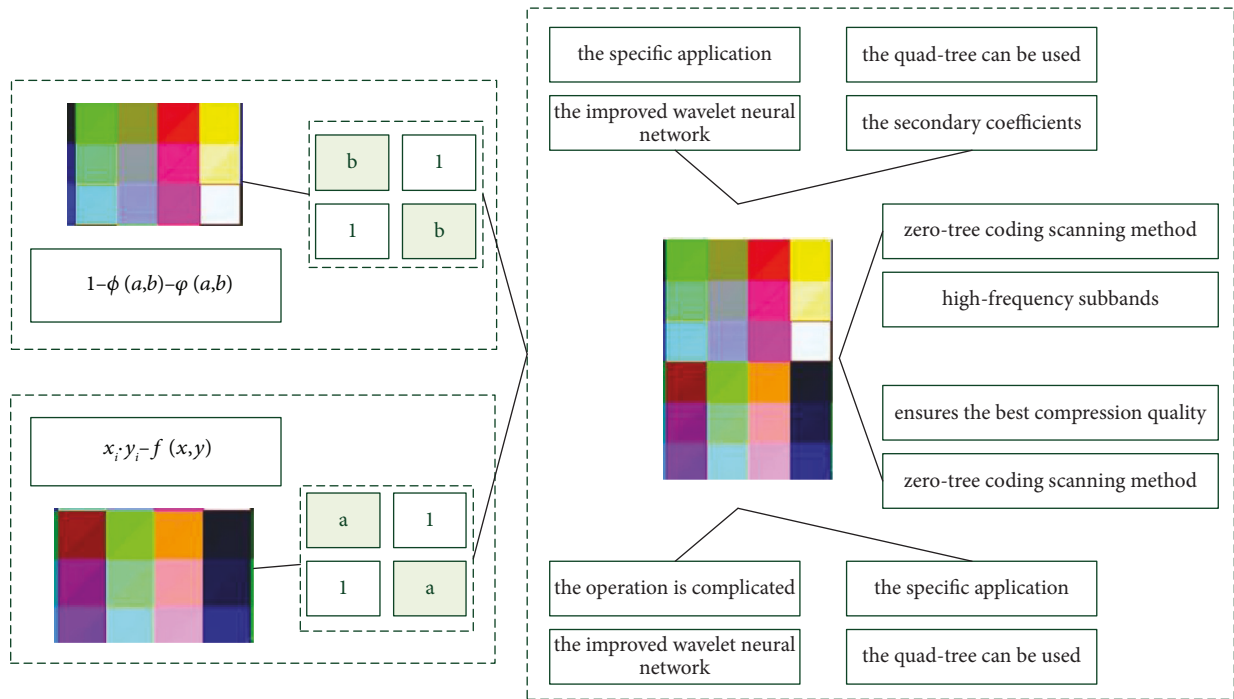 b
1
1
b
1–ϕ (a,b)–φ (a,b)
x_i·y_i–f (x,y)
a
1
1
a
the specific application
the quad-tree can be used
the improved wavelet neural
network
the secondary coefficients
zero-tree coding scanning method
high-frequency subbands
ensures the best compression quality
zero-tree coding scanning method
the operation is complicated
the specific application
the improved wavelet neural
network
the quad-tree can be used